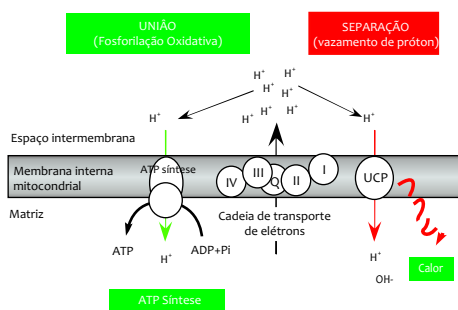 UNIÃO
(Fosforilação Oxidativa)
SEPARAÇÃO
(vazamento de próton)
H+ H+
H+ H+
H+ H+ H+
H+
H+
Espaço intermembrana
Membrana interna
mitocondrial
ATP síntese
IV
III
Q
II
I
UCP
Matriz
Cadeia de transporte
de elétrons
ATP
H+
ADP+Pi
H+
OH-
Calor
ATP Síntese